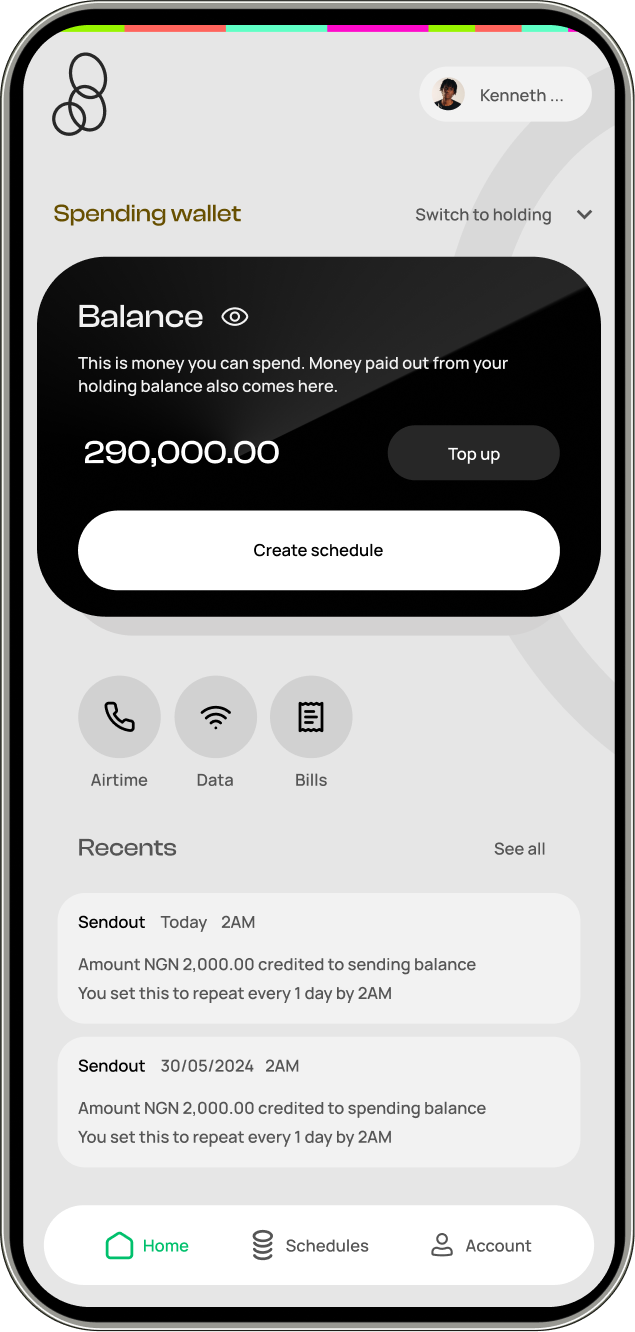 Kenneth ...
Spending wallet
Switch to holding
Balance
This is money you can spend. Money paid out from your
holding balance also comes here.
290,000.00
Top up
Create schedule
Airtime
Data
Bills
Recents
See all
Sendout Today 2AM
Amount NGN 2,000.00 credited to sending balance
You set this to repeat every 1 day by 2AM
Sendout 30/05/2024 2AM
Amount NGN 2,000.00 credited to spending balance
You set this to repeat every 1 day by 2AM
Home
Schedules
Account